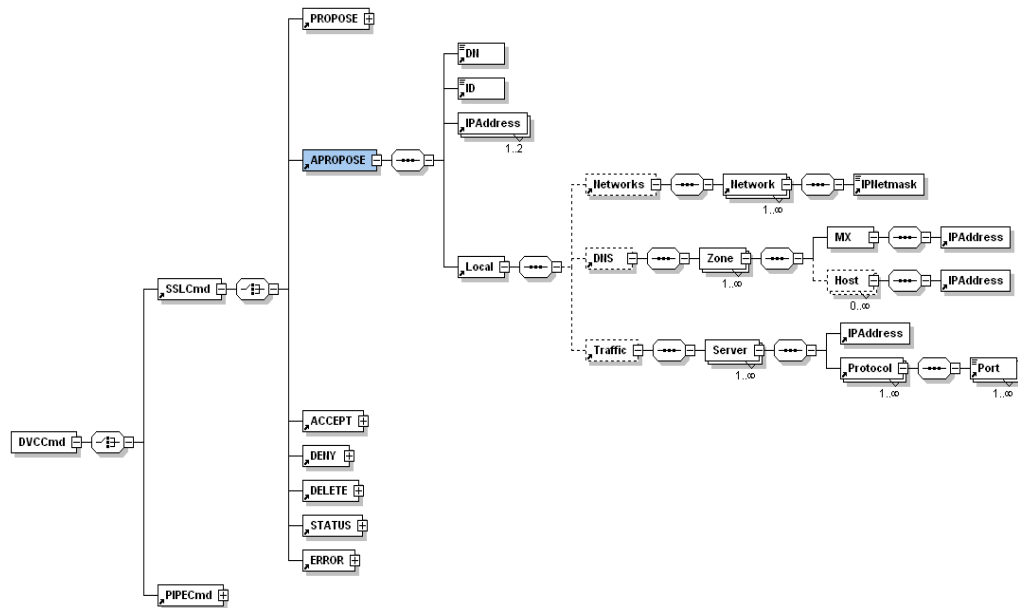 PROPOSE
DN
ID
IPAddress
1..2
APROPOSE
Networks
Network
1..∞
IPNetmask
Local
DNS
Zone
1..∞
MX
IPAddress
Host
0..∞
IPAddress
Traffic
Server
1..∞
IPAddress
Protocol
1..∞
Port
1..∞
SSLCmd
ACCEPT
DVCCmd
DENY
DELETE
STATUS
ERROR
PIPECmd